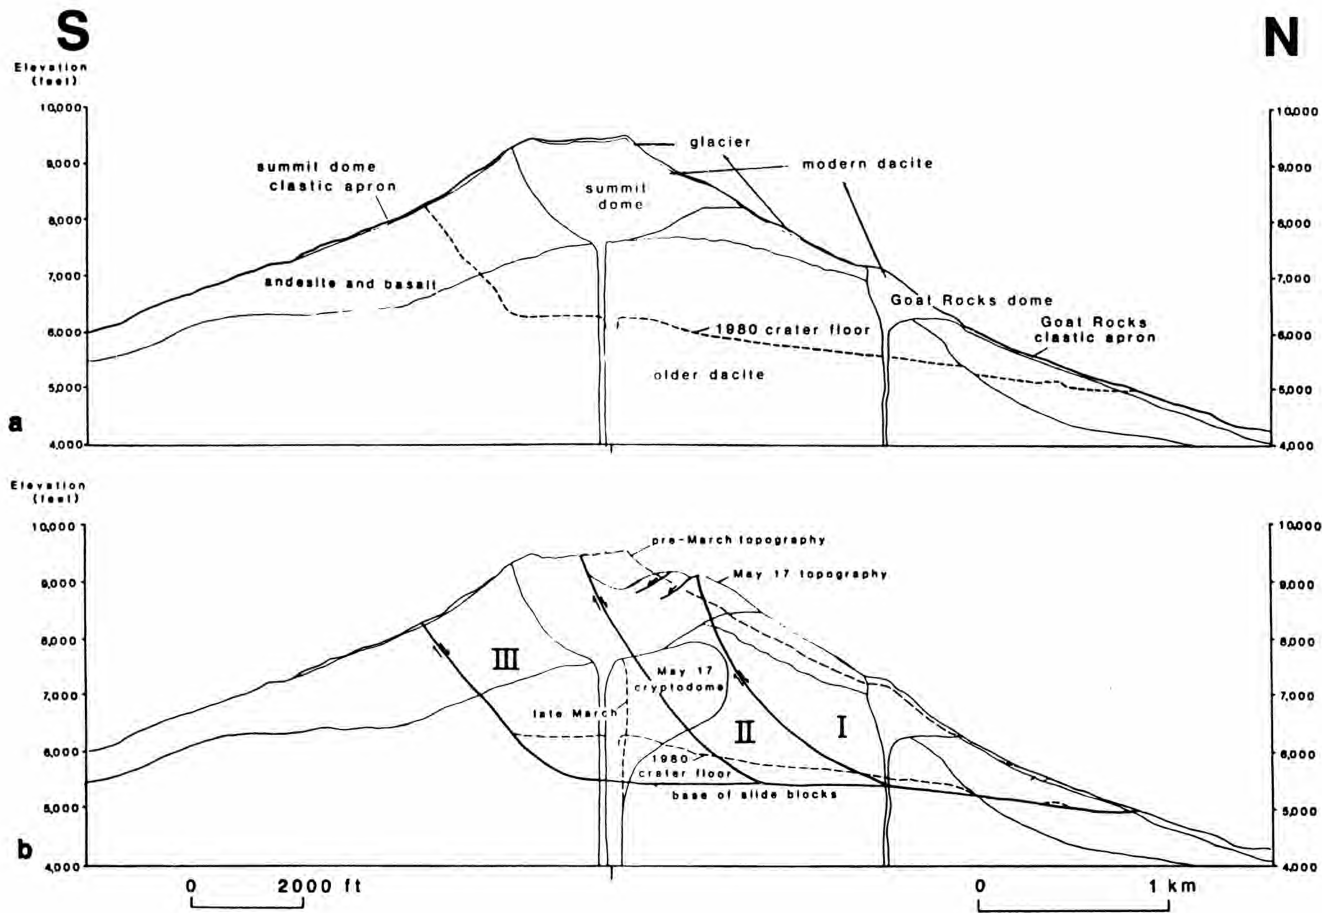 S
N
Elevation
(feet)
10,000
9,000
8,000
7,000
6,000
5,000
4,000
10,000
9,000
8,000
7,000
6,000
5,000
4,000
glacier
modern dacite
summit dome
clastic apron
summit
dome
andesite and basalt
Goat Rocks dome
1980 crater floor
Goat Rocks
clastic apron
older dacite
a
Elevation
(feet)
10,000
9,000
8,000
7,000
6,000
5,000
4,000
10,000
9,000
8,000
7,000
6,000
5,000
4,000
pre-March topography
May 17 topography
III
May 17
cryptodome
late March
II
I
1980
crater floor
base of slide blocks
b
0 2000 ft
0 1 km